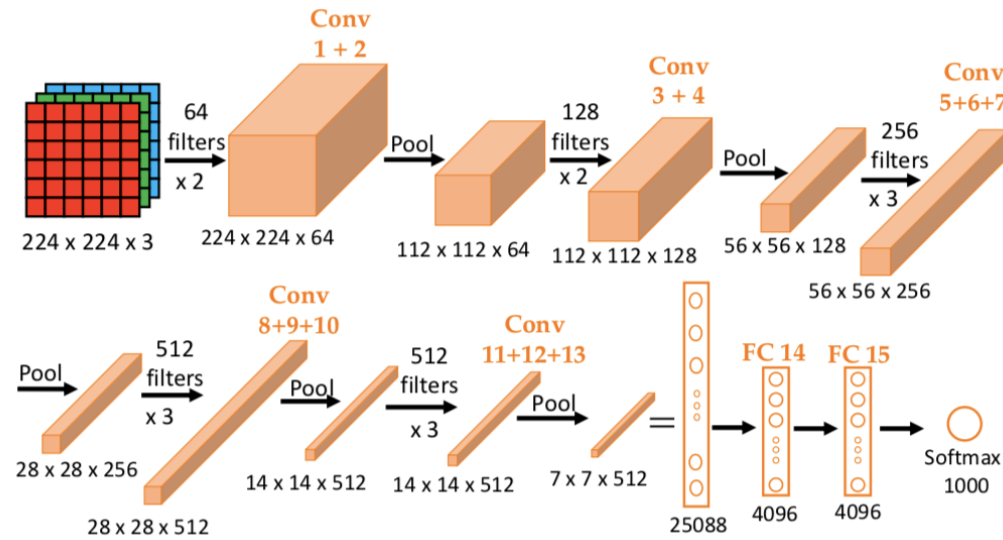 Conv
1 + 2
64
filters
x 2
224 x 224 x 3
224 x 224 x 64
Pool
112 x 112 x 64
128
filters
x 2
Conv
3 + 4
112 x 112 x 128
Pool
56 x 56 x 128
256
filters
x 3
Conv
5+6+7
56 x 56 x 256
Pool
28 x 28 x 256
512
filters
x 3
Conv
8+9+10
28 x 28 x 512
Pool
14 x 14 x 512
512
filters
x 3
Conv
11+12+13
14 x 14 x 512
Pool
7 x 7 x 512
=
25088
FC 14
4096
FC 15
4096
Softmax
1000